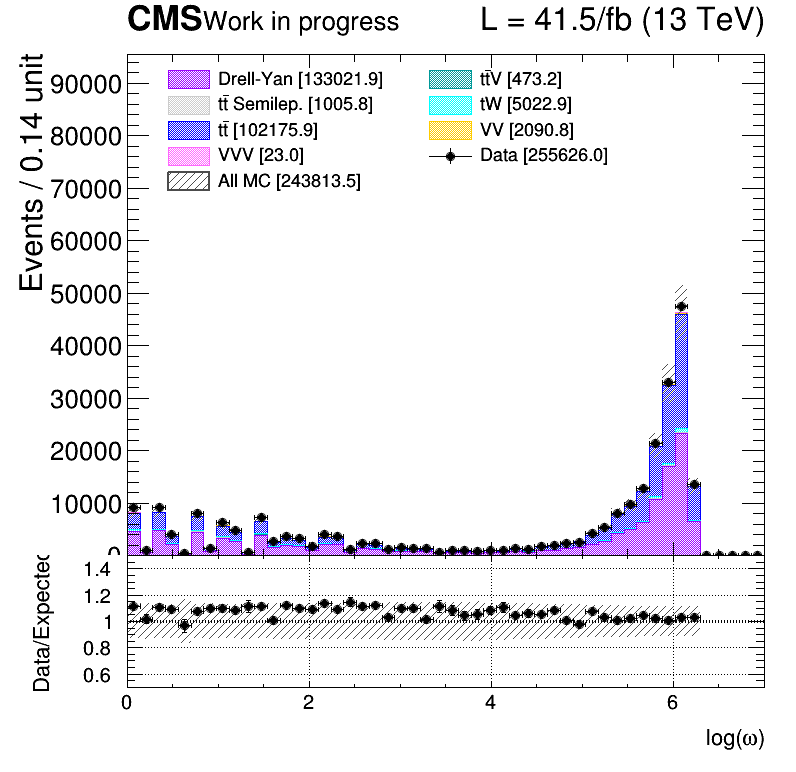 CMS Work in progress L = 41.5/fb (13 TeV)
Events / 0.14 unit
90000
80000
70000
60000
50000
40000
30000
20000
10000
0
Drell-Yan [133021.9]
tt̄ Semilep. [1005.8]
tt̄ [102175.9]
VVV [23.0]
All MC [243813.5]
tt̄V [473.2]
tW [5022.9]
VV [2090.8]
Data [255626.0]
Data/Expected
1.4
1.2
1
0.8
0.6
0 2 4 6
log(ω)